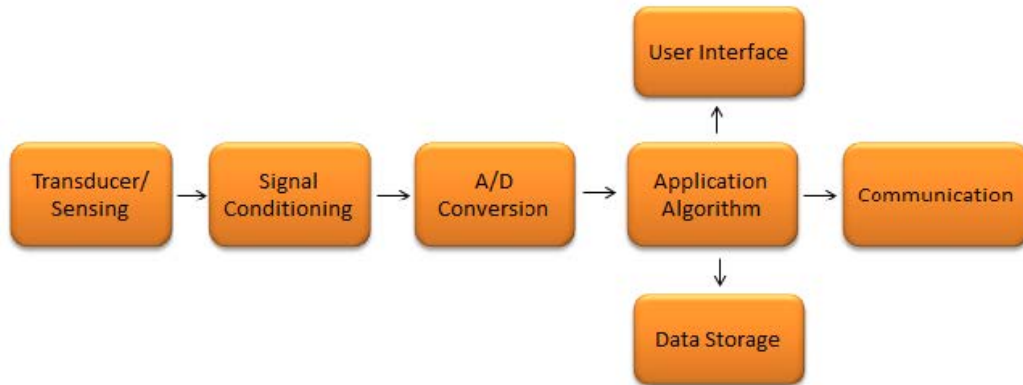 User Interface
Transducer/
Sensing
Signal
Conditioning
A/D
Conversion
Application
Algorithm
Communication
Data Storage